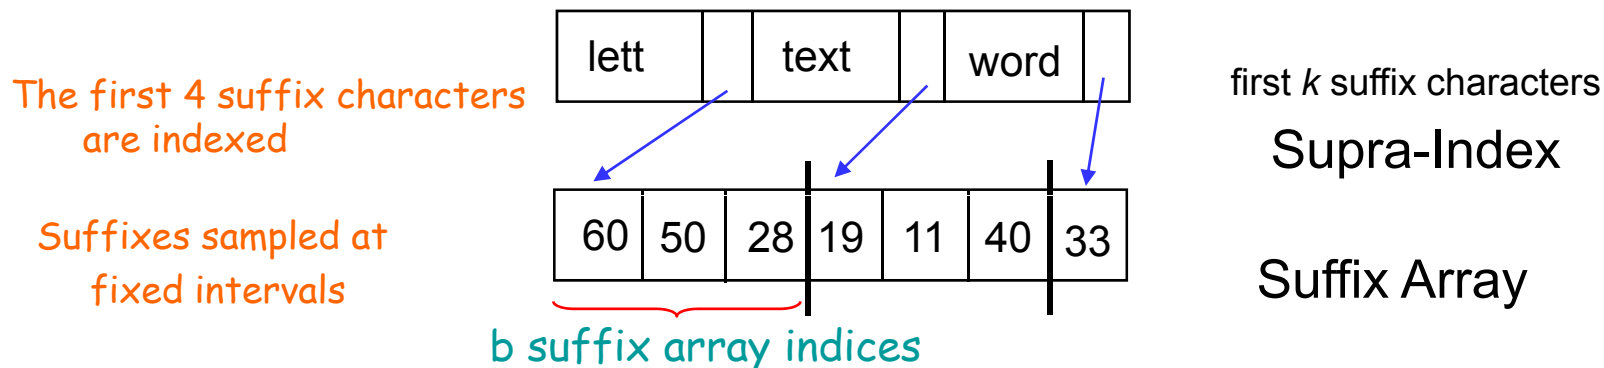 lett text word
The first 4 suffix characters
are indexed
first k suffix characters
Supra-Index
60 50 28 19 11 40 33
Suffixes sampled at
fixed intervals
Suffix Array
b suffix array indices